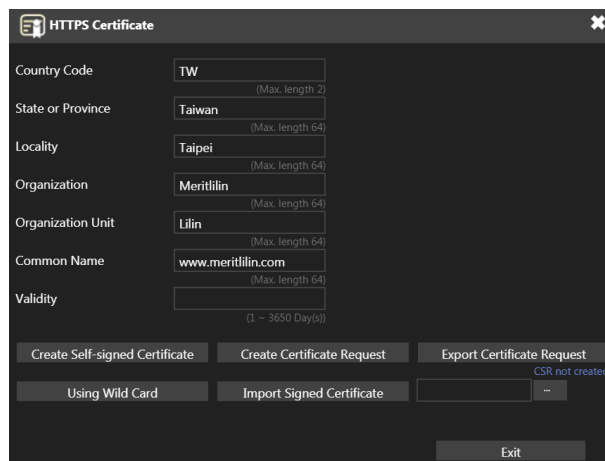 HTTPS Certificate
Country Code TW
(Max. length 2)
State or Province Taiwan
(Max. length 64)
Locality Taipei
(Max. length 64)
Organization Meritlilin
(Max. length 64)
Organization Unit Lilin
(Max. length 64)
Common Name www.meritlilin.com
(Max. length 64)
Validity
(1 ~ 3650 Day(s))
Create Self-signed Certificate Create Certificate Request Export Certificate Request
CSR not created
Using Wild Card Import Signed Certificate ...
Exit